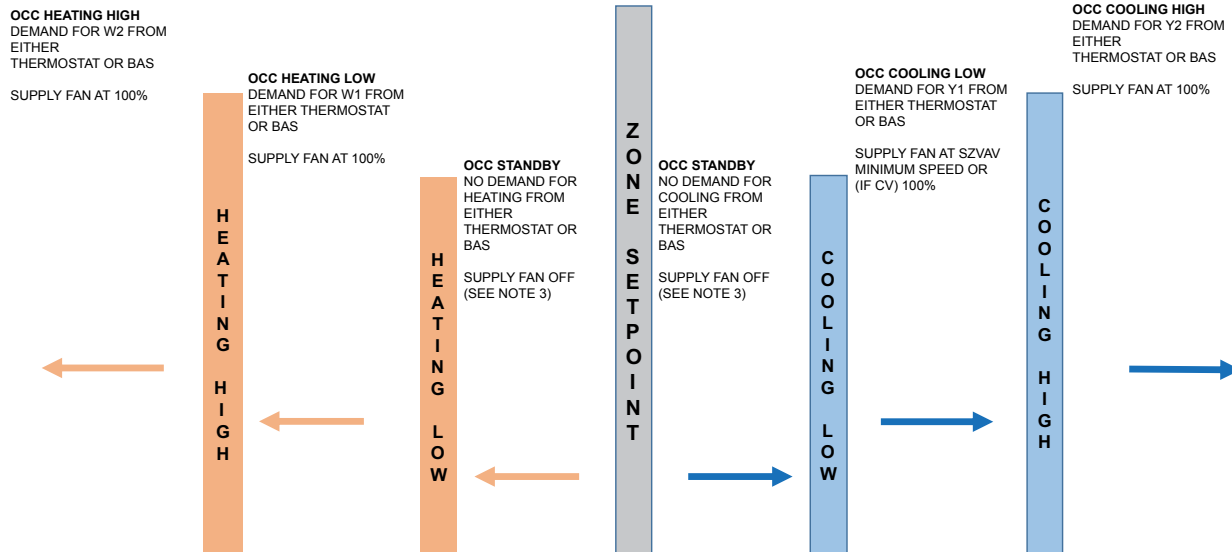 OCC HEATING HIGH
DEMAND FOR W2 FROM
EITHER
THERMOSTAT OR BAS
SUPPLY FAN AT 100%
HEATING HIGH
OCC HEATING LOW
DEMAND FOR W1 FROM
EITHER THERMOSTAT
OR BAS
SUPPLY FAN AT 100%
HEATING LOW
OCC STANDBY
NO DEMAND FOR
HEATING FROM
EITHER
THERMOSTAT OR
BAS
SUPPLY FAN OFF
(SEE NOTE 3)
ZONE SETPOINT
OCC STANDBY
NO DEMAND FOR
COOLING FROM
EITHER
THERMOSTAT OR
BAS
SUPPLY FAN OFF
(SEE NOTE 3)
COOLING LOW
OCC COOLING LOW
DEMAND FOR Y1 FROM
EITHER THERMOSTAT
OR BAS
SUPPLY FAN AT SZVAV
MINIMUM SPEED OR
(IF CV) 100%
COOLING HIGH
OCC COOLING HIGH
DEMAND FOR Y2 FROM
EITHER
THERMOSTAT OR BAS
SUPPLY FAN AT 100%